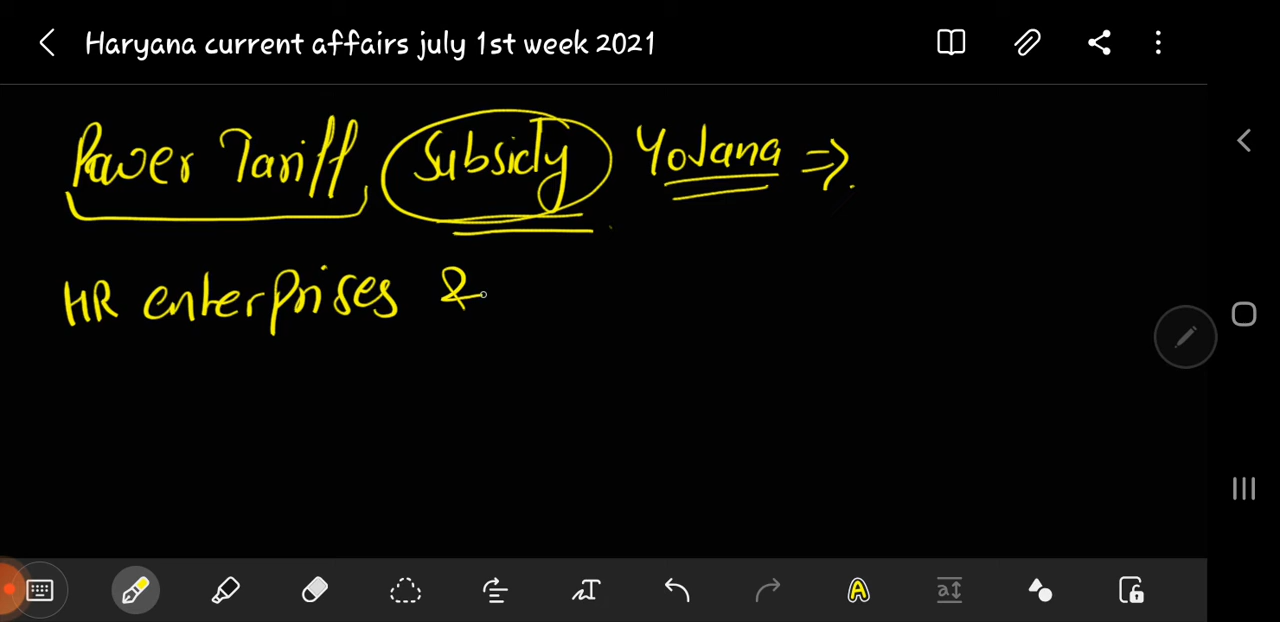 Haryana current affairs july 1st week 2021
Power Tariff Subsidy YoJana ⇒
HR enterprises &